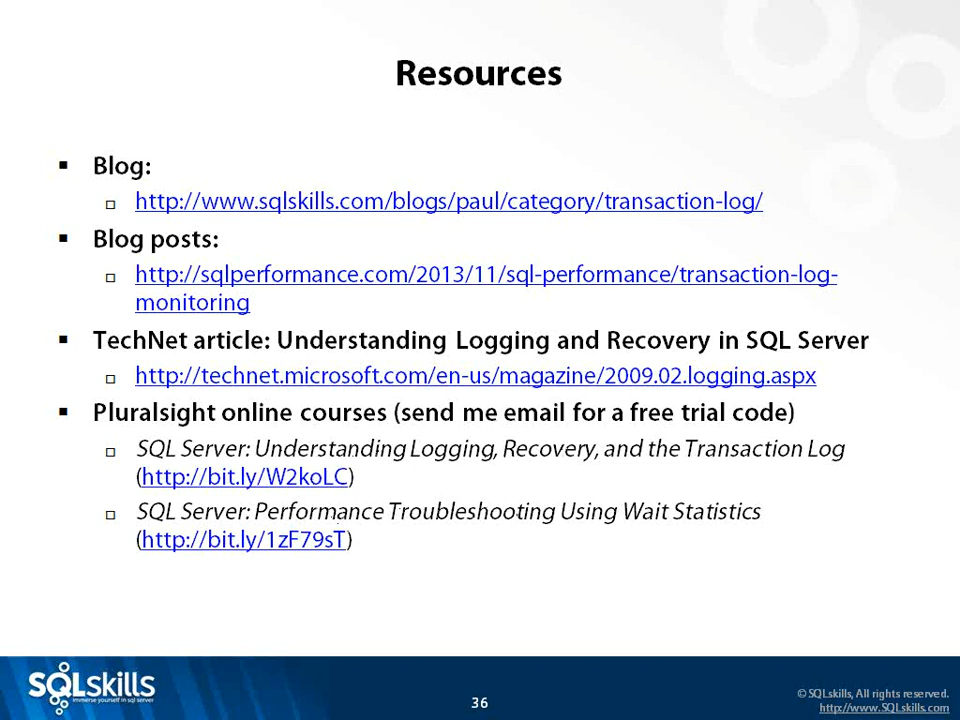 Resources
Blog:
http://www.sqlskills.com/blogs/paul/category/transaction-log/
Blog posts:
http://sqlperformance.com/2013/11/sql-performance/transaction-log-
monitoring
TechNet article: Understanding Logging and Recovery in SQL Server
http://technet.microsoft.com/en-us/magazine/2009.02.logging.aspx
Pluralsight online courses (send me email for a free trial code)
SQL Server: Understanding Logging, Recovery, and the Transaction Log
(http://bit.ly/W2koLC)
SQL Server: Performance Troubleshooting Using Wait Statistics
(http://bit.ly/1zF79sT)
SQLskills
immerse yourself in sql server
36
© SQLskills, All rights reserved.
http://www.SQLskills.com